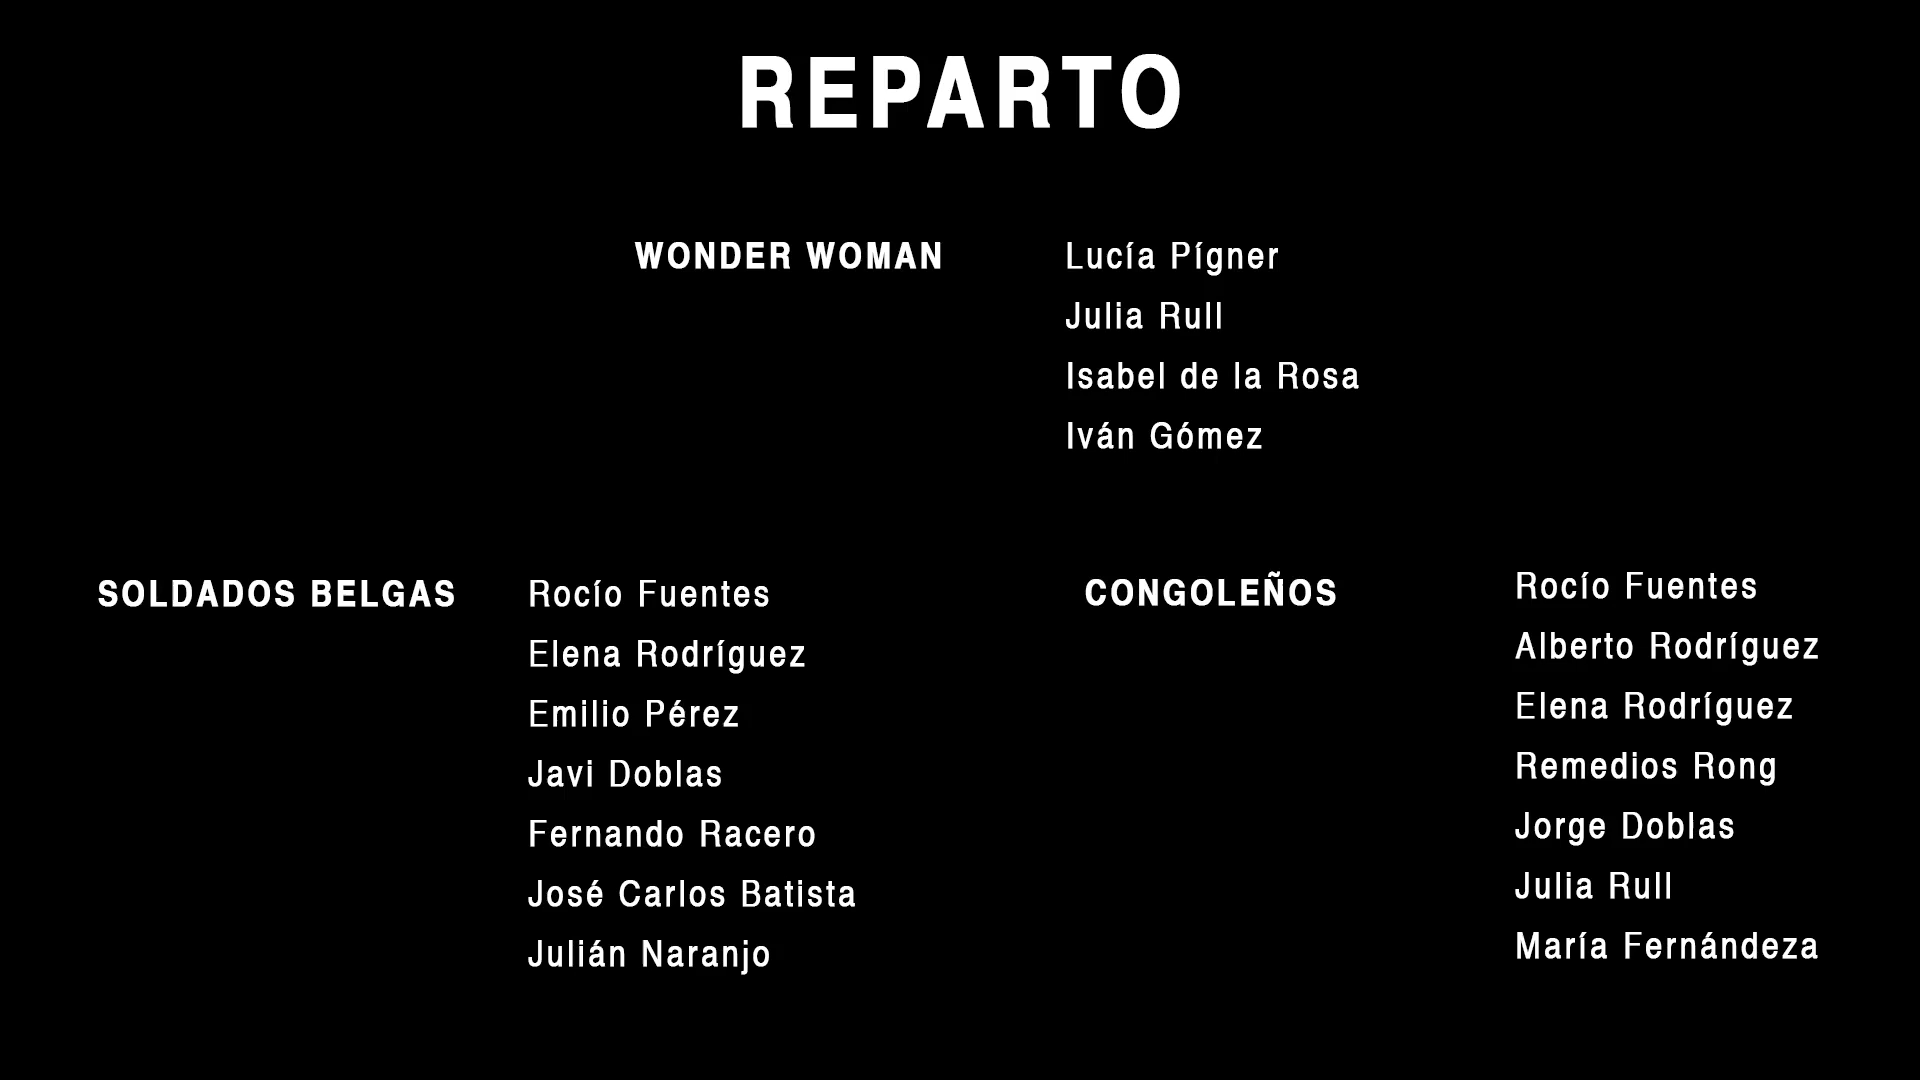 REPARTO
WONDER WOMAN
Lucía Pígner
Julia Rull
Isabel de la Rosa
Iván Gómez
SOLDADOS BELGAS
Rocío Fuentes
Elena Rodríguez
Emilio Pérez
Javi Doblas
Fernando Racero
José Carlos Batista
Julián Naranjo
CONGOLEÑOS
Rocío Fuentes
Alberto Rodríguez
Elena Rodríguez
Remedios Rong
Jorge Doblas
Julia Rull
María Fernándeza